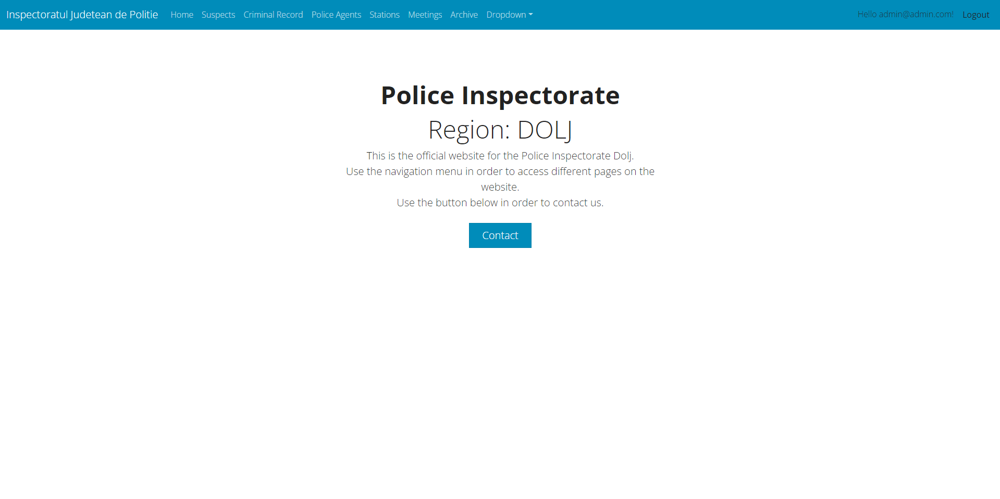 Inspectoratul Judetean de Politie Home Suspects Criminal Record Police Agents Stations Meetings Archive Dropdown Hello admin@admin.com! Logout
Police Inspectorate
Region: DOLJ
This is the official website for the Police Inspectorate Dolj.
Use the navigation menu in order to access different pages on the
website.
Use the button below in order to contact us.
Contact